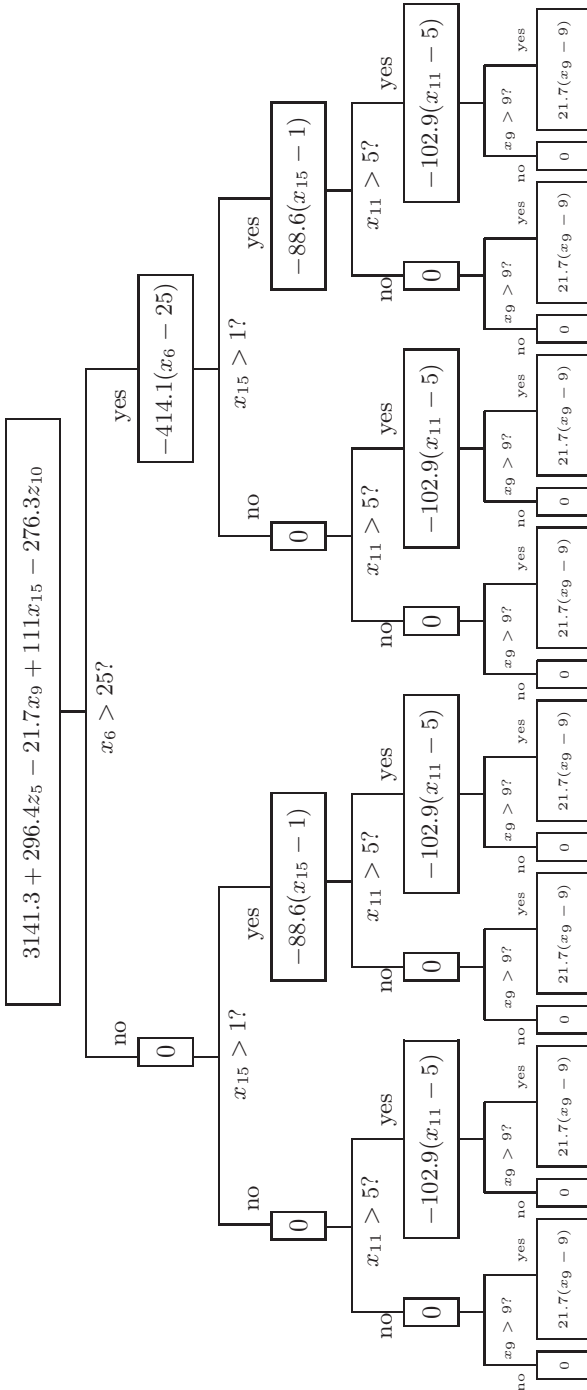 3141.3 + 296.4z₅ − 21.7x₉ + 111x₁₅ − 276.3z₁₀
x₆ > 25?
no yes
0 −414.1(x₆ − 25)
x₁₅ > 1? x₁₅ > 1?
no yes no yes
0 −88.6(x₁₅ − 1) 0 −88.6(x₁₅ − 1)
x₁₁ > 5? x₁₁ > 5? x₁₁ > 5? x₁₁ > 5?
no yes no yes no yes no yes
0 −102.9(x₁₁ − 5) 0 −102.9(x₁₁ − 5) 0 −102.9(x₁₁ − 5) 0 −102.9(x₁₁ − 5)
x₉ > 9? x₉ > 9? x₉ > 9? x₉ > 9? x₉ > 9? x₉ > 9? x₉ > 9? x₉ > 9?
no yes no yes no yes no yes no yes no yes no yes no yes
0 21.7(x₉ − 9) 0 21.7(x₉ − 9) 0 21.7(x₉ − 9) 0 21.7(x₉ − 9) 0 21.7(x₉ − 9) 0 21.7(x₉ − 9) 0 21.7(x₉ − 9) 0 21.7(x₉ − 9)